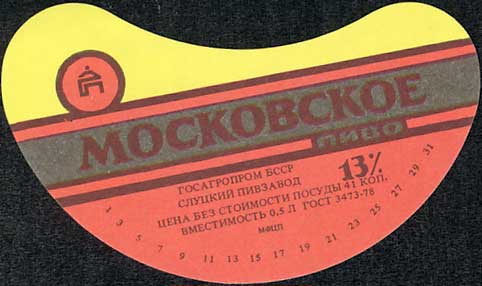 МОСКОВСКОЕ
ПИВО
13%
ГОСАГРОПРОМ БССР
СЛУЦКИЙ ПИВЗАВОД
ЦЕНА БЕЗ СТОИМОСТИ ПОСУДЫ 41 КОП.
ВМЕСТИМОСТЬ 0,5 Л ГОСТ 3473-78
МФЦП
1 3 5 7 9 11 13 15 17 19 21 23 25 27 29 31